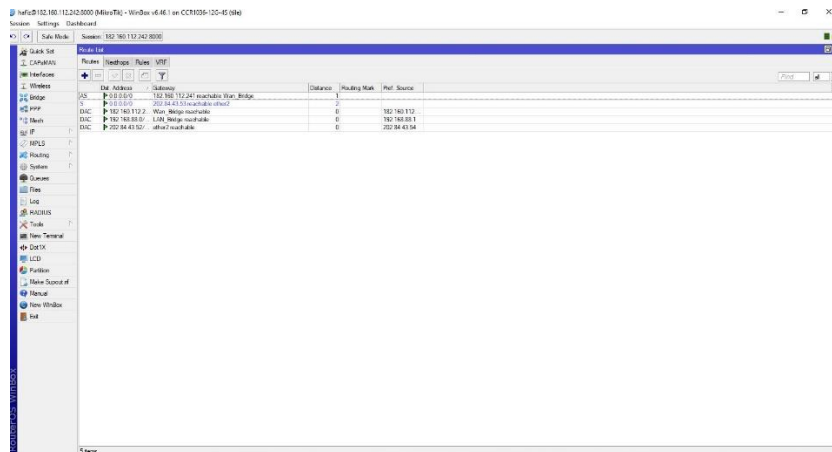 hafiz@182.160.112.242:8000 (MikroTik) - WinBox v6.46.1 on CCR1036-12G-4S (tile)
Session Settings Dashboard
Safe Mode Session: 182.160.112.242:8000
Quick Set
CAPsMAN
Interfaces
Wireless
Bridge
PPP
Mesh
IP
MPLS
Routing
System
Queues
Files
Log
RADIUS
Tools
New Terminal
Dot1X
LCD
Partition
Make Supout.rif
Manual
New WinBox
Exit
RouterOS WinBox
Route List
Routes Nexthops Rules VRF
Find all
Dst. Address Gateway Distance Routing Mark Pref. Source
AS 0.0.0.0/0 182.160.112.241 reachable Wan_Bridge 1
S 0.0.0.0/0 202.84.43.53 reachable ether2 2
DAC 182.160.112.2... Wan_Bridge reachable 0 182.160.112....
DAC 192.168.88.0/... LAN_Bridge reachable 0 192.168.88.1
DAC 202.84.43.52/... ether2 reachable 0 202.84.43.54
5 items